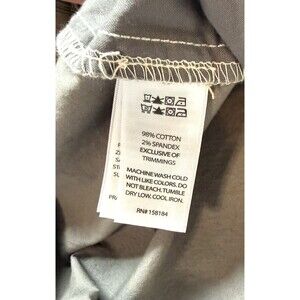 98% COTTON
2% SPANDEX
EXCLUSIVE OF
TRIMMINGS
MACHINE WASH COLD
WITH LIKE COLORS. DO
NOT BLEACH. TUMBLE
DRY LOW. COOL IRON.
RN#158184